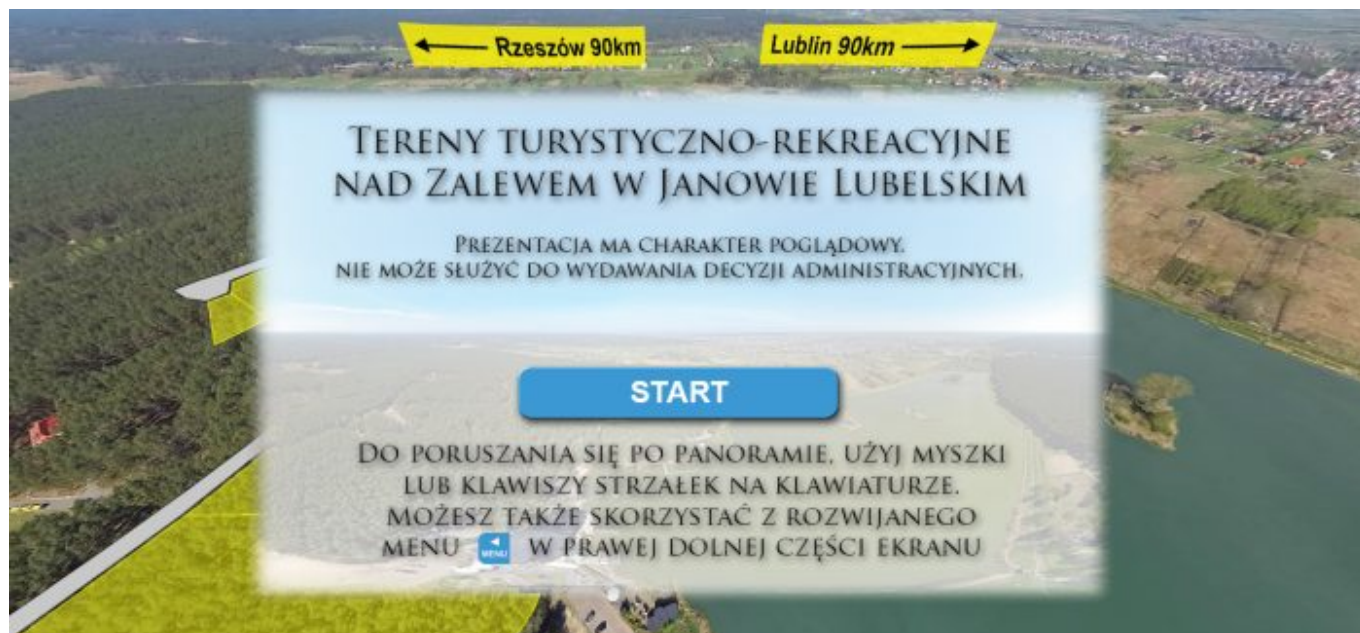 Rzeszów 90km
Lublin 90km
TERENY TURYSTYCZNO-REKREACYJNE
NAD ZALEWEM W JANOWIE LUBELSKIM
PREZENTACJA MA CHARAKTER POGLĄDOWY.
NIE MOŻE SŁUŻYĆ DO WYDAWANIA DECYZJI ADMINISTRACYJNYCH.
START
DO PORUSZANIA SIĘ PO PANORAMIE, UŻYJ MYSZKI
LUB KLAWISZY STRZAŁEK NA KLAWIATURZE.
MOŻESZ TAKŻE SKORZYSTAĆ Z ROZWIJANEGO
MENU MENU W PRAWEJ DOLNEJ CZĘŚCI EKRANU